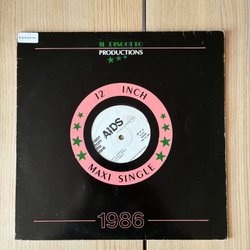 IL DISCOTTO
PRODUCTIONS
12 INCH
AIDS
MAXI SINGLE
1986